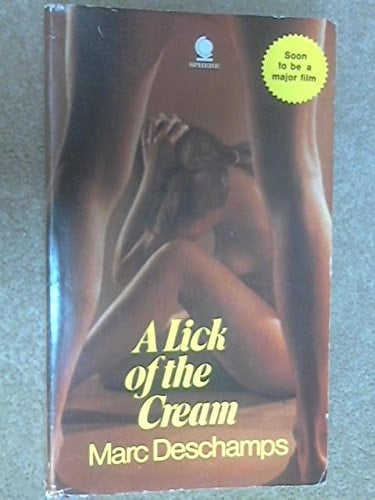 SPHERE
Soon
to be a
major film
A Lick
of the
Cream
Marc Deschamps